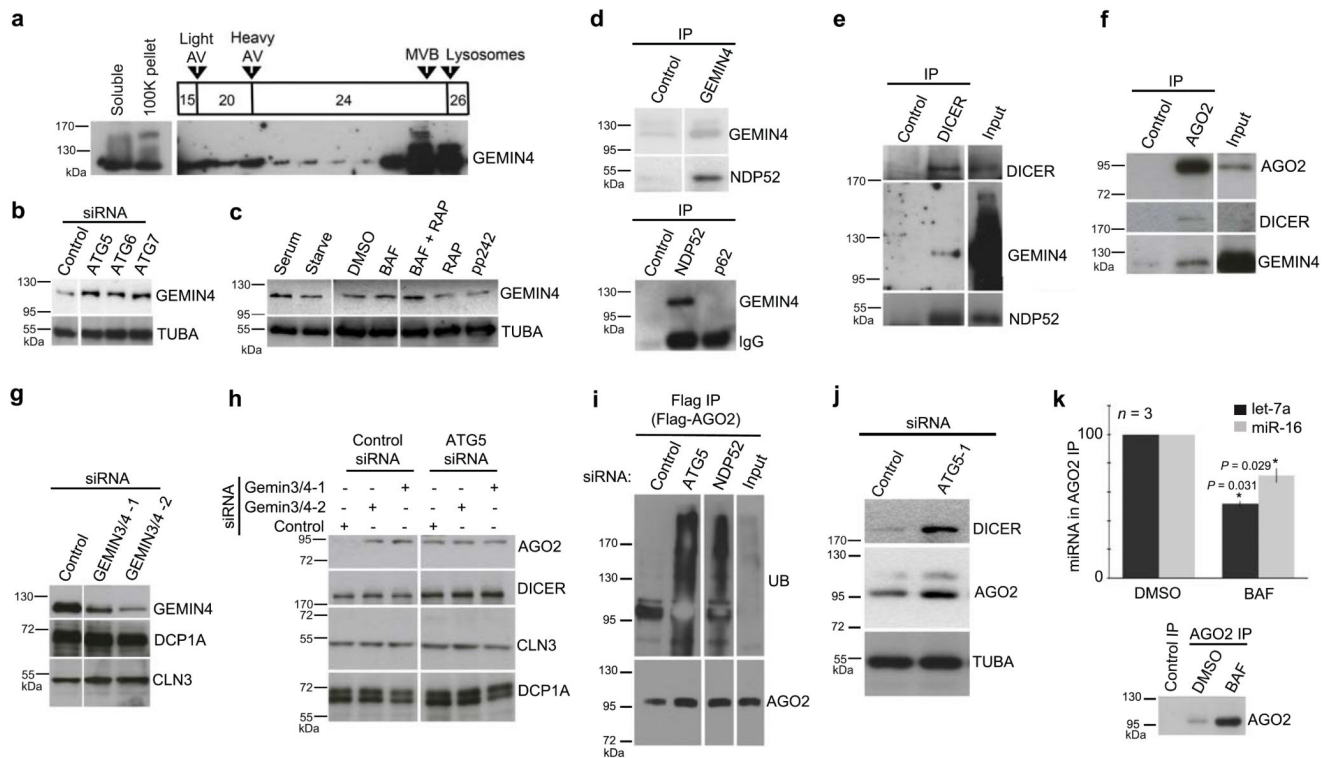 a
Light AV
Heavy AV
MVB
Lysosomes
Soluble
100K pellet
15
20
24
26
170
130
kDa
GEMIN4
b
siRNA
Control
ATG5
ATG6
ATG7
130
95
55
kDa
GEMIN4
TUBA
c
Serum
Starve
DMSO
BAF
BAF + RAP
RAP
pp242
130
95
55
kDa
GEMIN4
TUBA
d
IP
Control
GEMIN4
130
95
55
kDa
GEMIN4
NDP52
IP
Control
NDP52
p62
130
95
55
kDa
GEMIN4
IgG
e
IP
Control
DICER
Input
170
130
95
55
kDa
DICER
GEMIN4
NDP52
f
IP
Control
AGO2
Input
95
72
170
130
kDa
AGO2
DICER
GEMIN4
g
siRNA
Control
GEMIN3/4 -1
GEMIN3/4 -2
130
72
55
kDa
GEMIN4
DCP1A
CLN3
h
Control siRNA
ATG5 siRNA
siRNA
Gemin3/4-1 - - + - - +
Gemin3/4-2 - + - - + -
Control + - - + - -
95
72
170
72
55
72
55
kDa
AGO2
DICER
CLN3
DCP1A
i
Flag IP
(Flag-AGO2)
siRNA:
Control
ATG5
NDP52
Input
170
130
95
130
95
72
kDa
UB
AGO2
j
siRNA
Control
ATG5-1
170
130
95
72
55
kDa
DICER
AGO2
TUBA
k
n = 3
let-7a
miR-16
miRNA in AGO2 IP
100
0
P = 0.029
P = 0.031
*
*
DMSO
BAF
Control IP
AGO2 IP
DMSO
BAF
130
95
kDa
AGO2